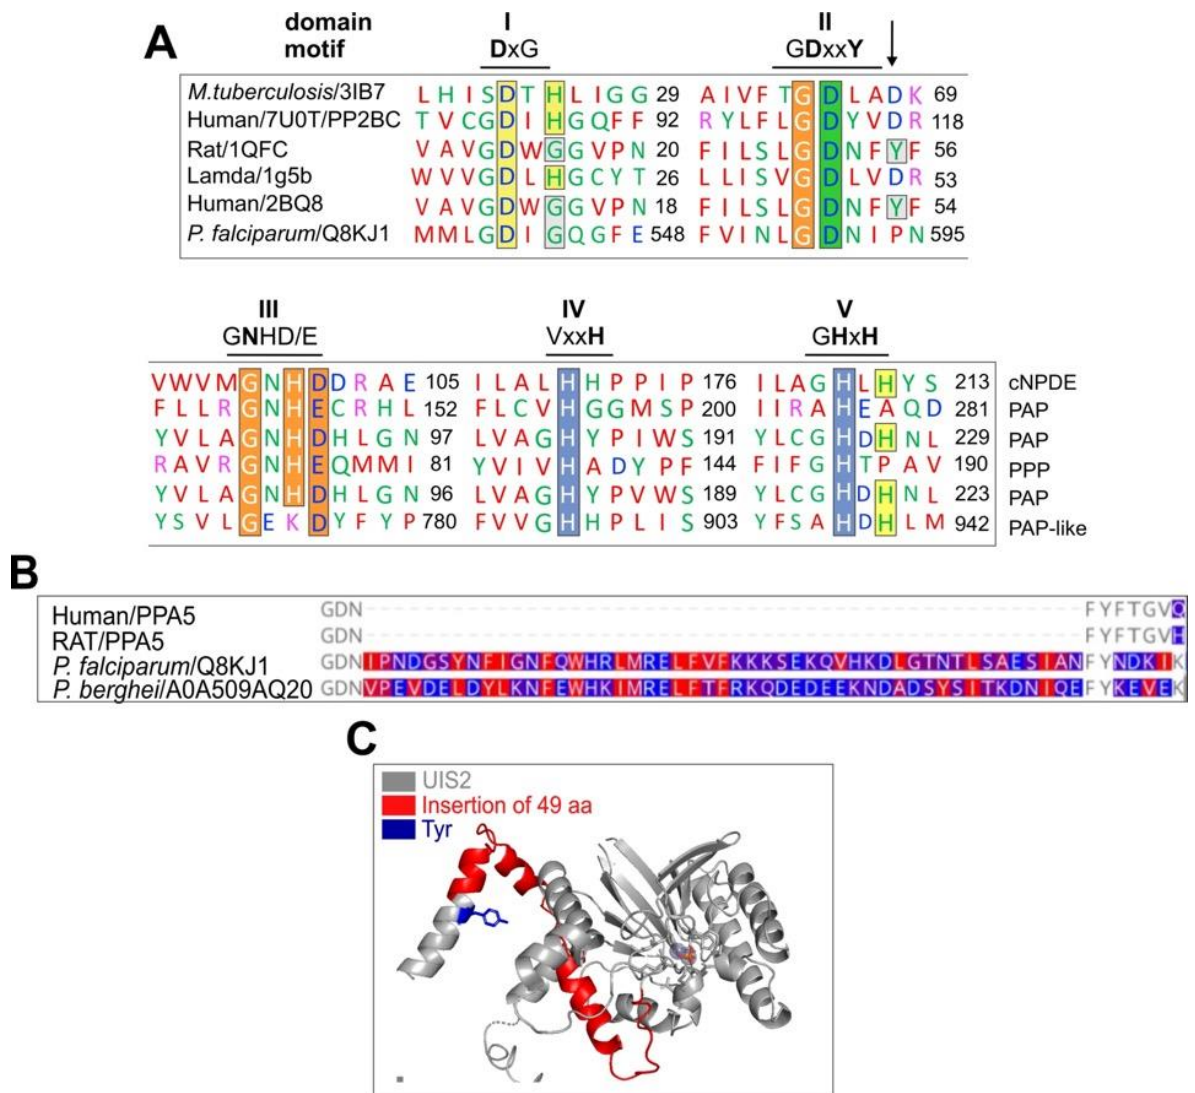 A
domain I II
motif DxG GDxxY
M.tuberculosis/3IB7 L H I S D T H L I G G 29 A I V F T G D L A D K 69
Human/7U0T/PP2BC T V C G D I H G Q F F 92 R Y L F L G D Y V D R 118
Rat/1QFC V A V G D W G G V P N 20 F I L S L G D N F Y F 56
Lamda/1g5b W V V G D L H G C Y T 26 L L I S V G D L V D R 53
Human/2BQ8 V A V G D W G G V P N 18 F I L S L G D N F Y F 54
P. falciparum/Q8KJ1 M M L G D I G Q G F E 548 F V I N L G D N I P N 595
III IV V
GNHD/E VxxH GHxH
V W V M G N H D D R A E 105 I L A L H H P P I P 176 I L A G H L H Y S 213 cNPDE
F L L R G N H E C R H L 152 F L C V H G G M S P 200 I I R A H E A Q D 281 PAP
Y V L A G N H D H L G N 97 L V A G H Y P I W S 191 Y L C G H D H N L 229 PAP
R A V R G N H E Q M M I 81 Y V I V H A D Y P F 144 F I F G H T P A V 190 PPP
Y V L A G N H D H L G N 96 L V A G H Y P V W S 189 Y L C G H D H N L 223 PAP
Y S V L G E K D Y F Y P 780 F V V G H H P L I S 903 Y F S A H D H L M 942 PAP-like
B
Human/PPA5 GDN FYFTGVQ
RAT/PPA5 GDN FYFTGVH
P. falciparum/Q8KJ1 GDNIPNDGSYNFIGNFQWHRLMRELFVFKKKSEKQVHKDLGTNTLSAESIANFYNDKIK
P. berghei/A0A509AQ20 GDNVPEVDELDYLKNFEWHKIMRELFTFRKQDEDEEKNDADSYSITKDNIQEFYKEVEK
C
UIS2
Insertion of 49 aa
Tyr